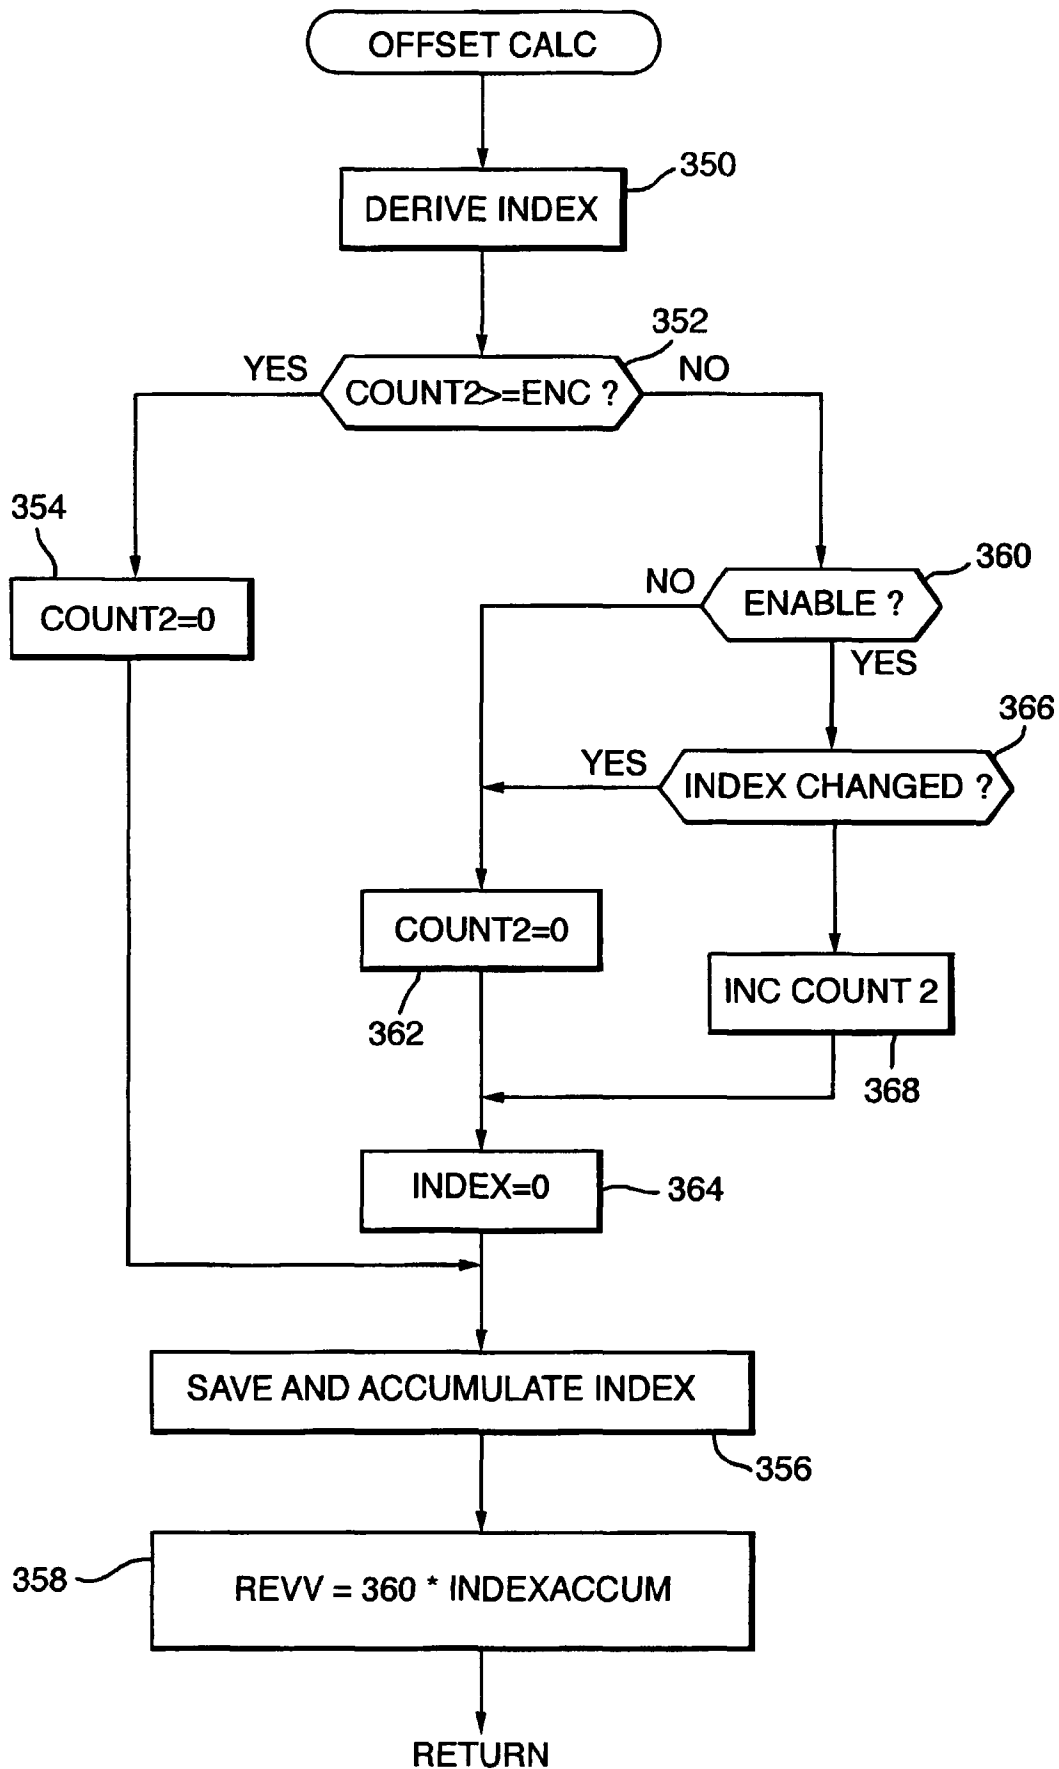 OFFSET CALC
350
DERIVE INDEX
352
YES
NO
COUNT2>=ENC ?
354
360
NO
ENABLE ?
COUNT2=0
YES
366
YES
INDEX CHANGED ?
COUNT2=0
INC COUNT 2
362
368
INDEX=0
364
SAVE AND ACCUMULATE INDEX
356
358
REVV = 360 * INDEXACCUM
RETURN